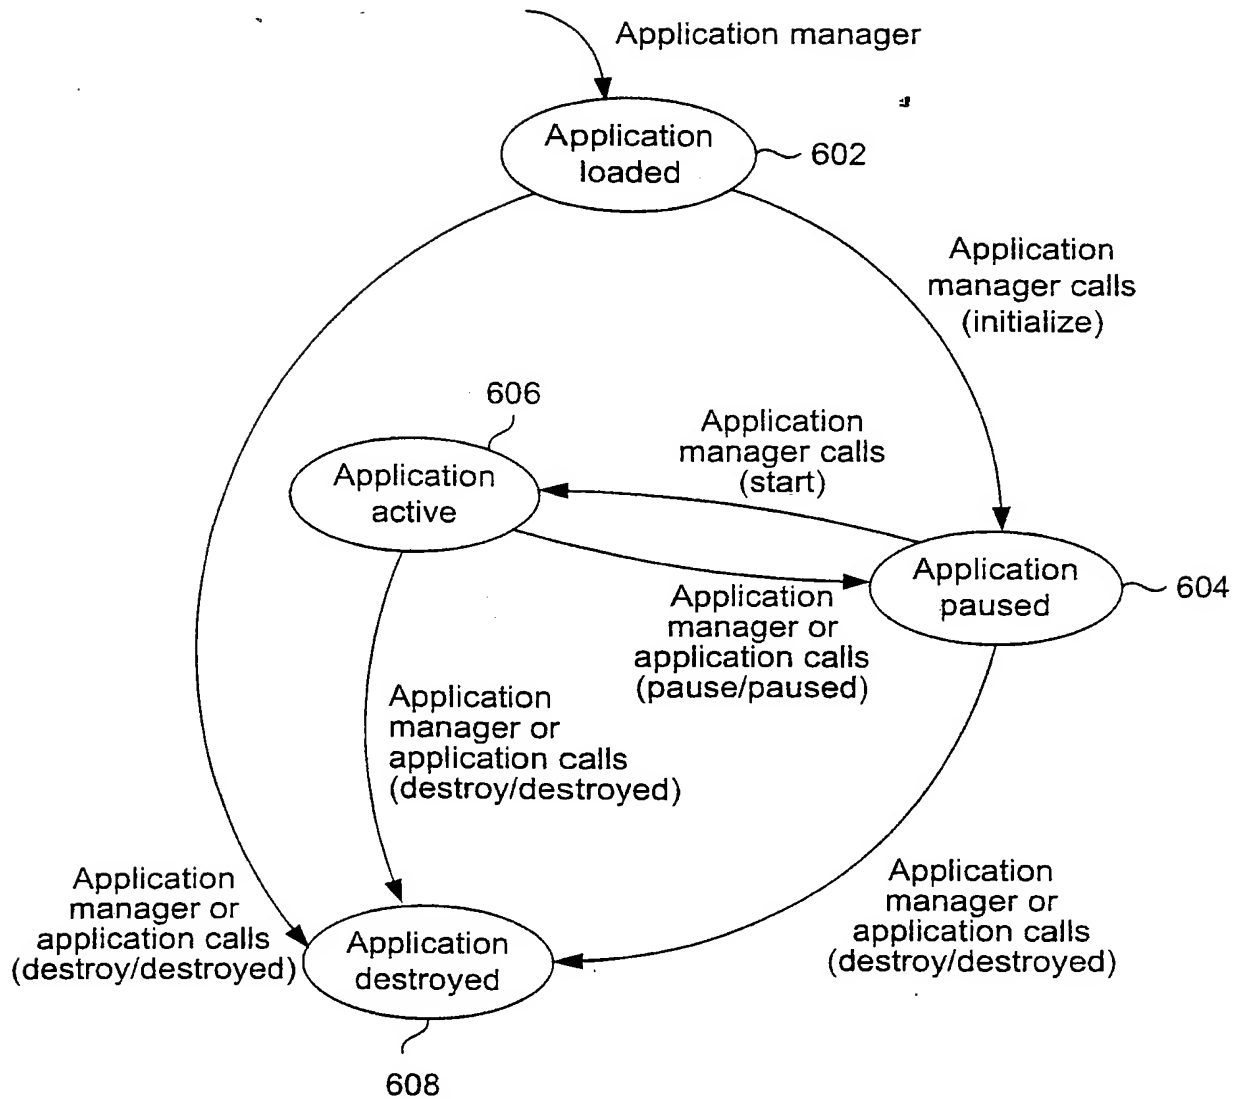 Application manager
Application
loaded
602
Application
manager calls
(initialize)
606
Application
manager calls
(start)
Application
active
Application
paused
604
Application
manager or
application calls
(pause/paused)
Application
manager or
application calls
(destroy/destroyed)
Application
manager or
application calls
(destroy/destroyed)
Application
manager or
application calls
(destroy/destroyed)
Application
destroyed
608